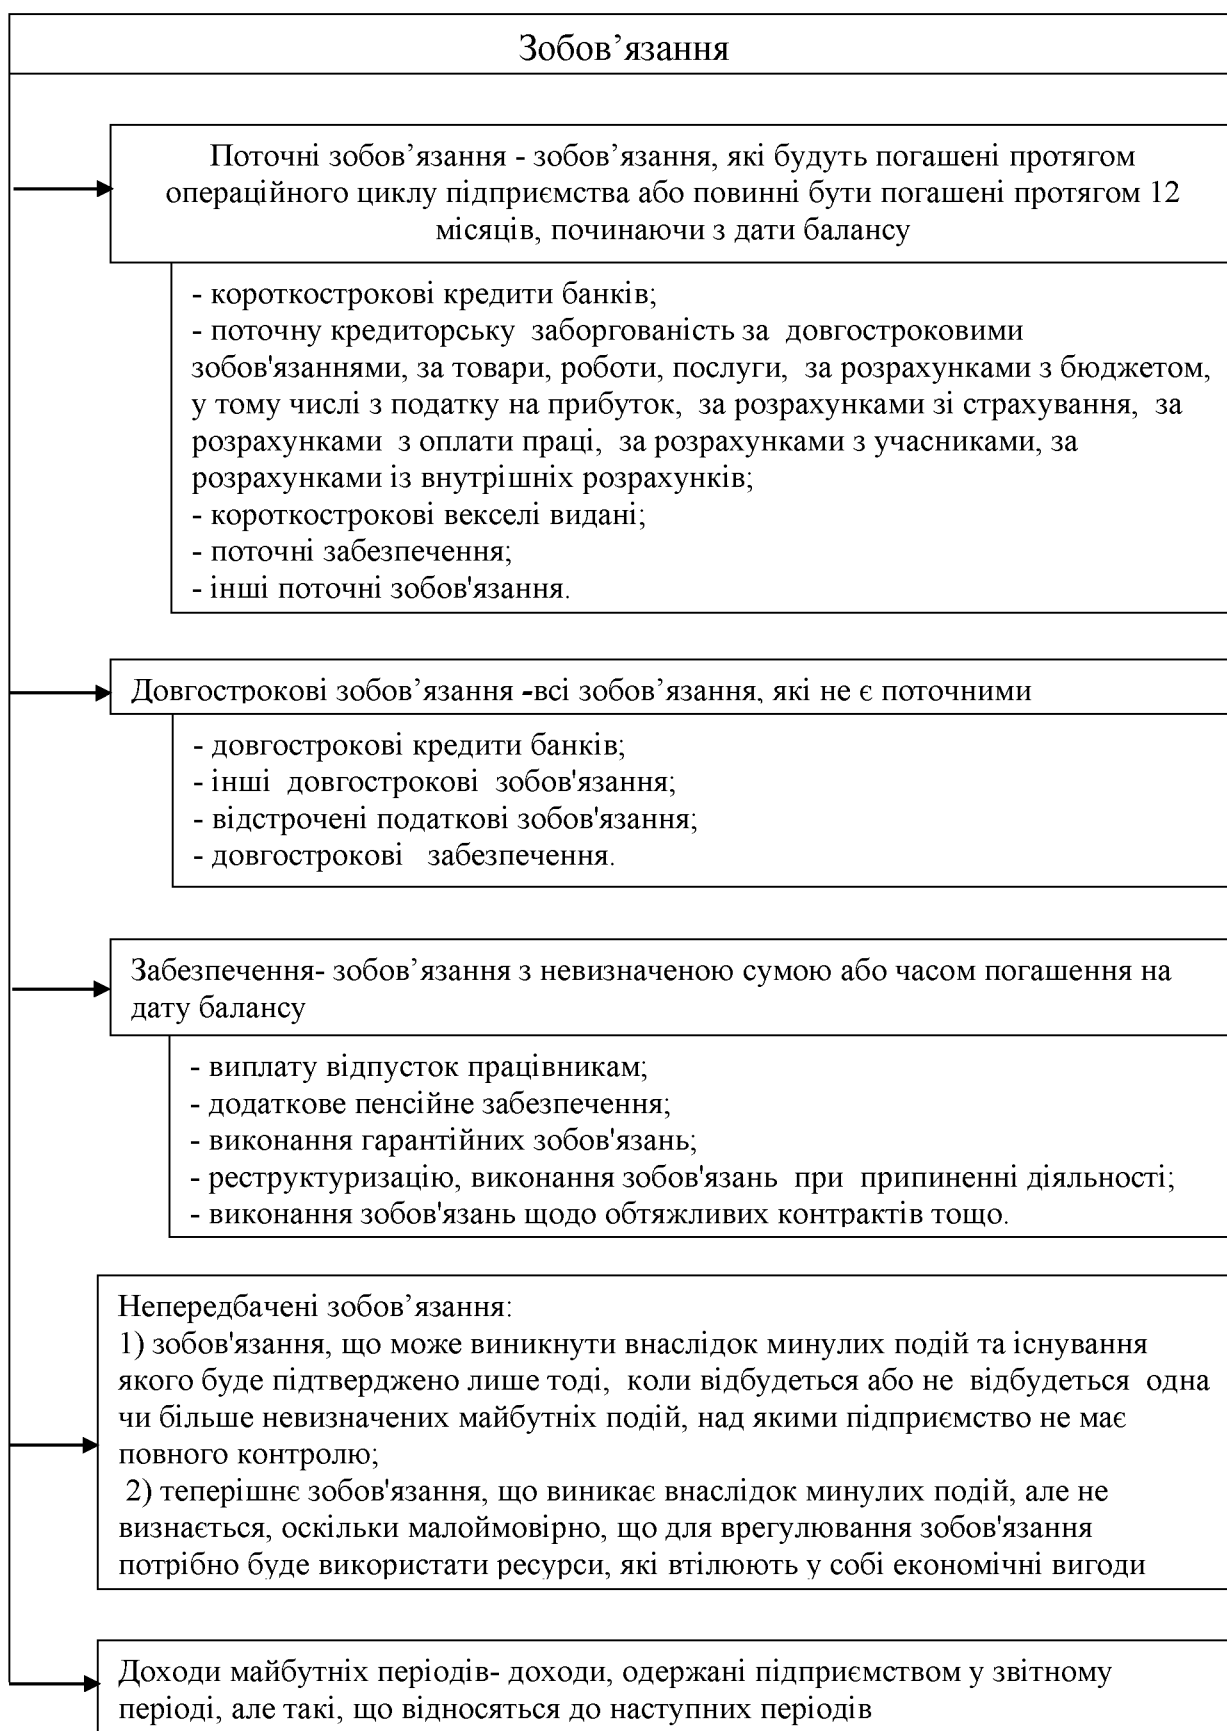 Зобов’язання
Поточні зобов’язання - зобов’язання, які будуть погашені протягом
операційного циклу підприємства або повинні бути погашені протягом 12
місяців, починаючи з дати балансу
- короткострокові кредити банків;
- поточну кредиторську заборгованість за довгостроковими
зобов'язаннями, за товари, роботи, послуги, за розрахунками з бюджетом,
у тому числі з податку на прибуток, за розрахунками зі страхування, за
розрахунками з оплати праці, за розрахунками з учасниками, за
розрахунками із внутрішніх розрахунків;
- короткострокові векселі видані;
- поточні забезпечення;
- інші поточні зобов'язання.
Довгострокові зобов’язання -всі зобов’язання, які не є поточними
- довгострокові кредити банків;
- інші довгострокові зобов'язання;
- відстрочені податкові зобов'язання;
- довгострокові забезпечення.
Забезпечення- зобов’язання з невизначеною сумою або часом погашення на
дату балансу
- виплату відпусток працівникам;
- додаткове пенсійне забезпечення;
- виконання гарантійних зобов'язань;
- реструктуризацію, виконання зобов'язань при припиненні діяльності;
- виконання зобов'язань щодо обтяжливих контрактів тощо.
Непередбачені зобов’язання:
1) зобов'язання, що може виникнути внаслідок минулих подій та існування
якого буде підтверджено лише тоді, коли відбудеться або не відбудеться одна
чи більше невизначених майбутніх подій, над якими підприємство не має
повного контролю;
2) теперішнє зобов'язання, що виникає внаслідок минулих подій, але не
визнається, оскільки малоймовірно, що для врегулювання зобов'язання
потрібно буде використати ресурси, які втілюють у собі економічні вигоди
Доходи майбутніх періодів- доходи, одержані підприємством у звітному
періоді, але такі, що відносяться до наступних періодів